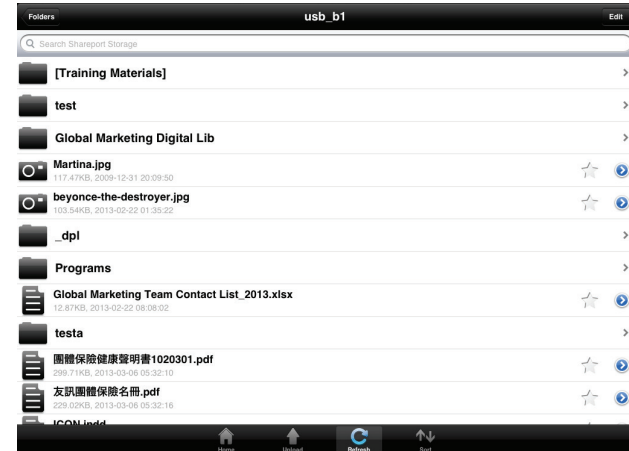 Folders
usb_b1
Edit
Search Shareport Storage
[Training Materials]
test
Global Marketing Digital Lib
Martina.jpg
117.47KB, 2009-12-31 20:09:50
beyonce-the-destroyer.jpg
103.54KB, 2013-02-22 01:35:22
_dpl
Programs
Global Marketing Team Contact List_2013.xlsx
12.87KB, 2013-02-22 08:08:02
testa
團體保險健康聲明書1020301.pdf
299.71KB, 2013-03-06 05:32:10
友訊團體保險名冊.pdf
229.02KB, 2013-03-06 05:32:16
ICON.indd
Home
Upload
Refresh
Sort